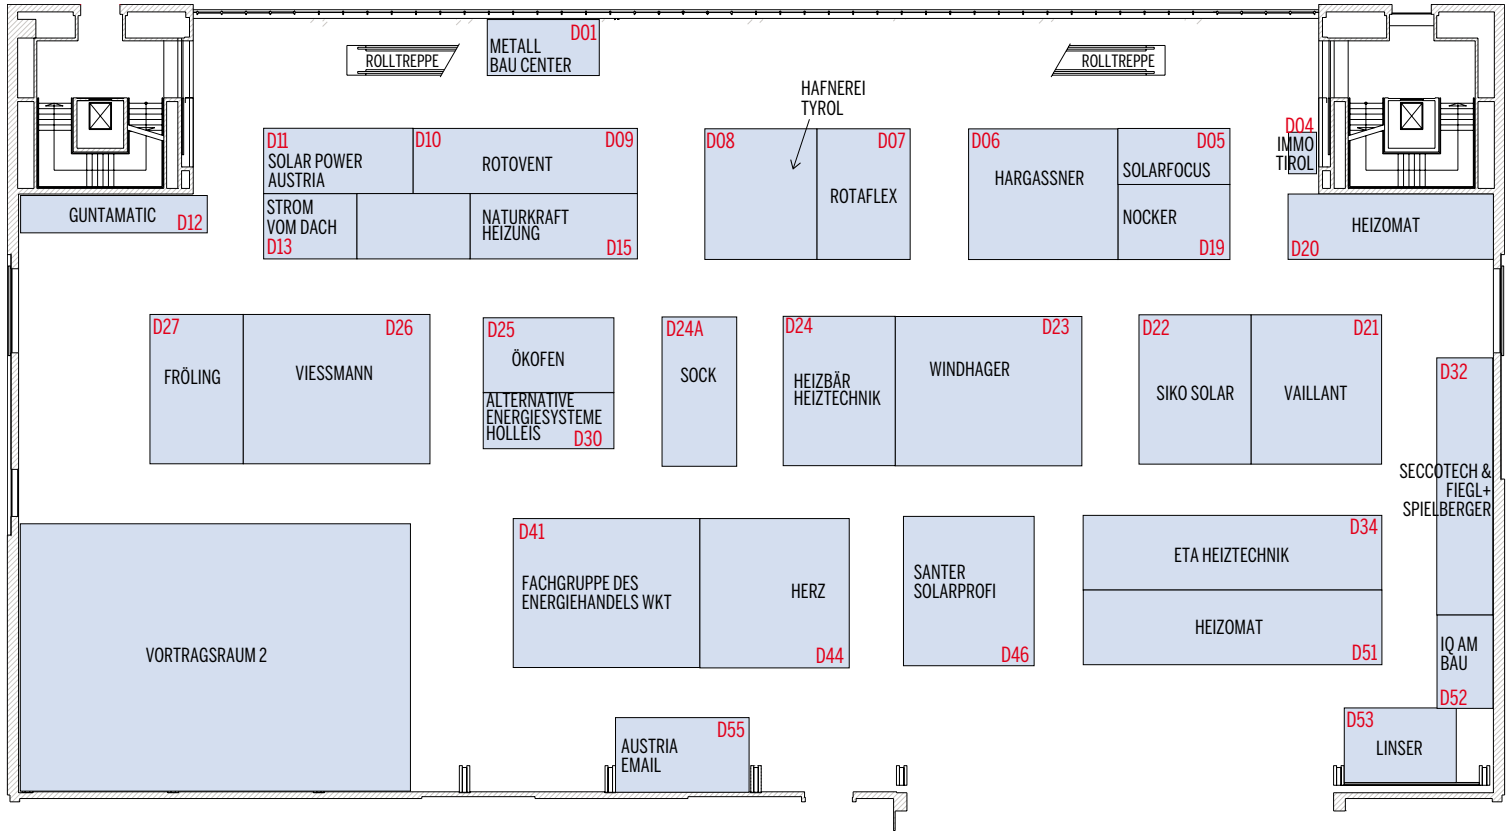 D01
METALL
BAU CENTER
ROLLTREPPE
ROLLTREPPE
HAFNEREI
TYROL
D11
SOLAR POWER
AUSTRIA
D10
ROTOVENT
D09
D08
D07
ROTAFLEX
D06
HARGASSNER
D05
SOLARFOCUS
D04
IMMO
TIROL
GUNTAMATIC
D12
STROM
VOM DACH
D13
NATURKRAFT
HEIZUNG
D15
NOCKER
D19
HEIZOMAT
D20
D27
FRÖLING
D26
VIESSMANN
D25
ÖKOFEN
ALTERNATIVE
ENERGIESYSTEME
HOLLEIS
D30
D24A
SOCK
D24
HEIZBÄR
HEIZTECHNIK
D23
WINDHAGER
D22
SIKO SOLAR
D21
VAILLANT
D32
SECCOTECH &
FIEGL+
SPIELBERGER
VORTRAGSRAUM 2
D41
FACHGRUPPE DES
ENERGIEHANDELS WKT
HERZ
D44
SANTER
SOLARPROFI
D46
D34
ETA HEIZTECHNIK
HEIZOMAT
D51
IQ AM
BAU
D52
D53
LINSER
D55
AUSTRIA
EMAIL